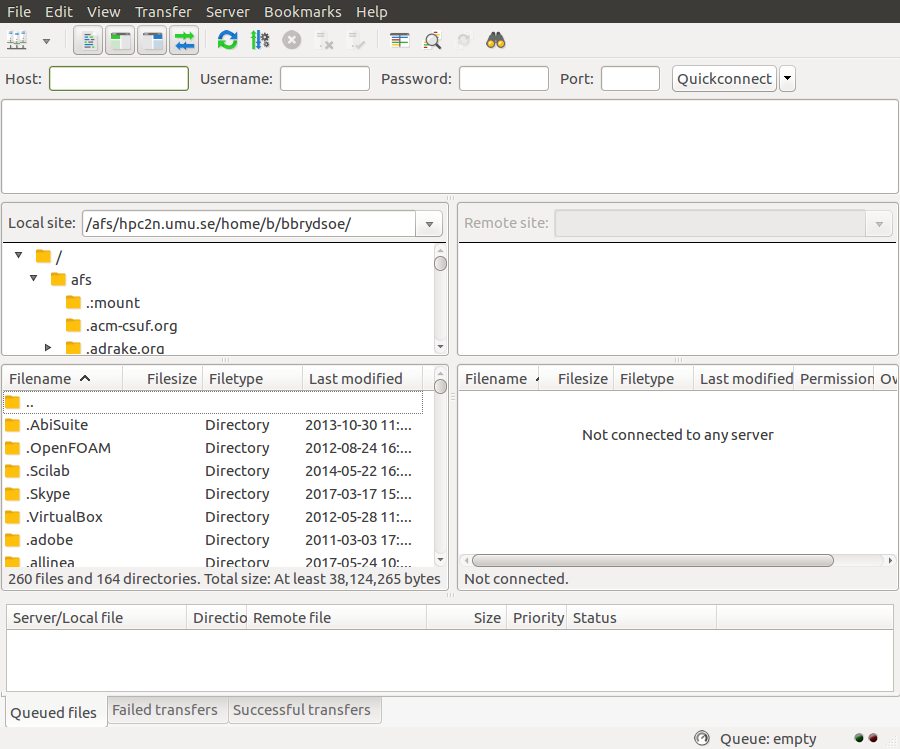 File Edit View Transfer Server Bookmarks Help
Host: Username: Password: Port: Quickconnect
Local site: /afs/hpc2n.umu.se/home/b/bbrydsoe/ Remote site:
/
afs
.:mount
.acm-csuf.org
.adrake.org
Filename Filesize Filetype Last modified Filename Filesize Filetype Last modified Permission Ow
..
.AbiSuite Directory 2013-10-30 11:...
Not connected to any server
.OpenFOAM Directory 2012-08-24 16:...
.Scilab Directory 2014-05-22 16:...
.Skype Directory 2017-03-17 15:...
.VirtualBox Directory 2012-05-28 11:...
.adobe Directory 2011-03-03 17:...
.allinea Directory 2017-05-24 10:...
260 files and 164 directories. Total size: At least 38,124,265 bytes Not connected.
Server/Local file Directio Remote file Size Priority Status
Queued files Failed transfers Successful transfers
Queue: empty